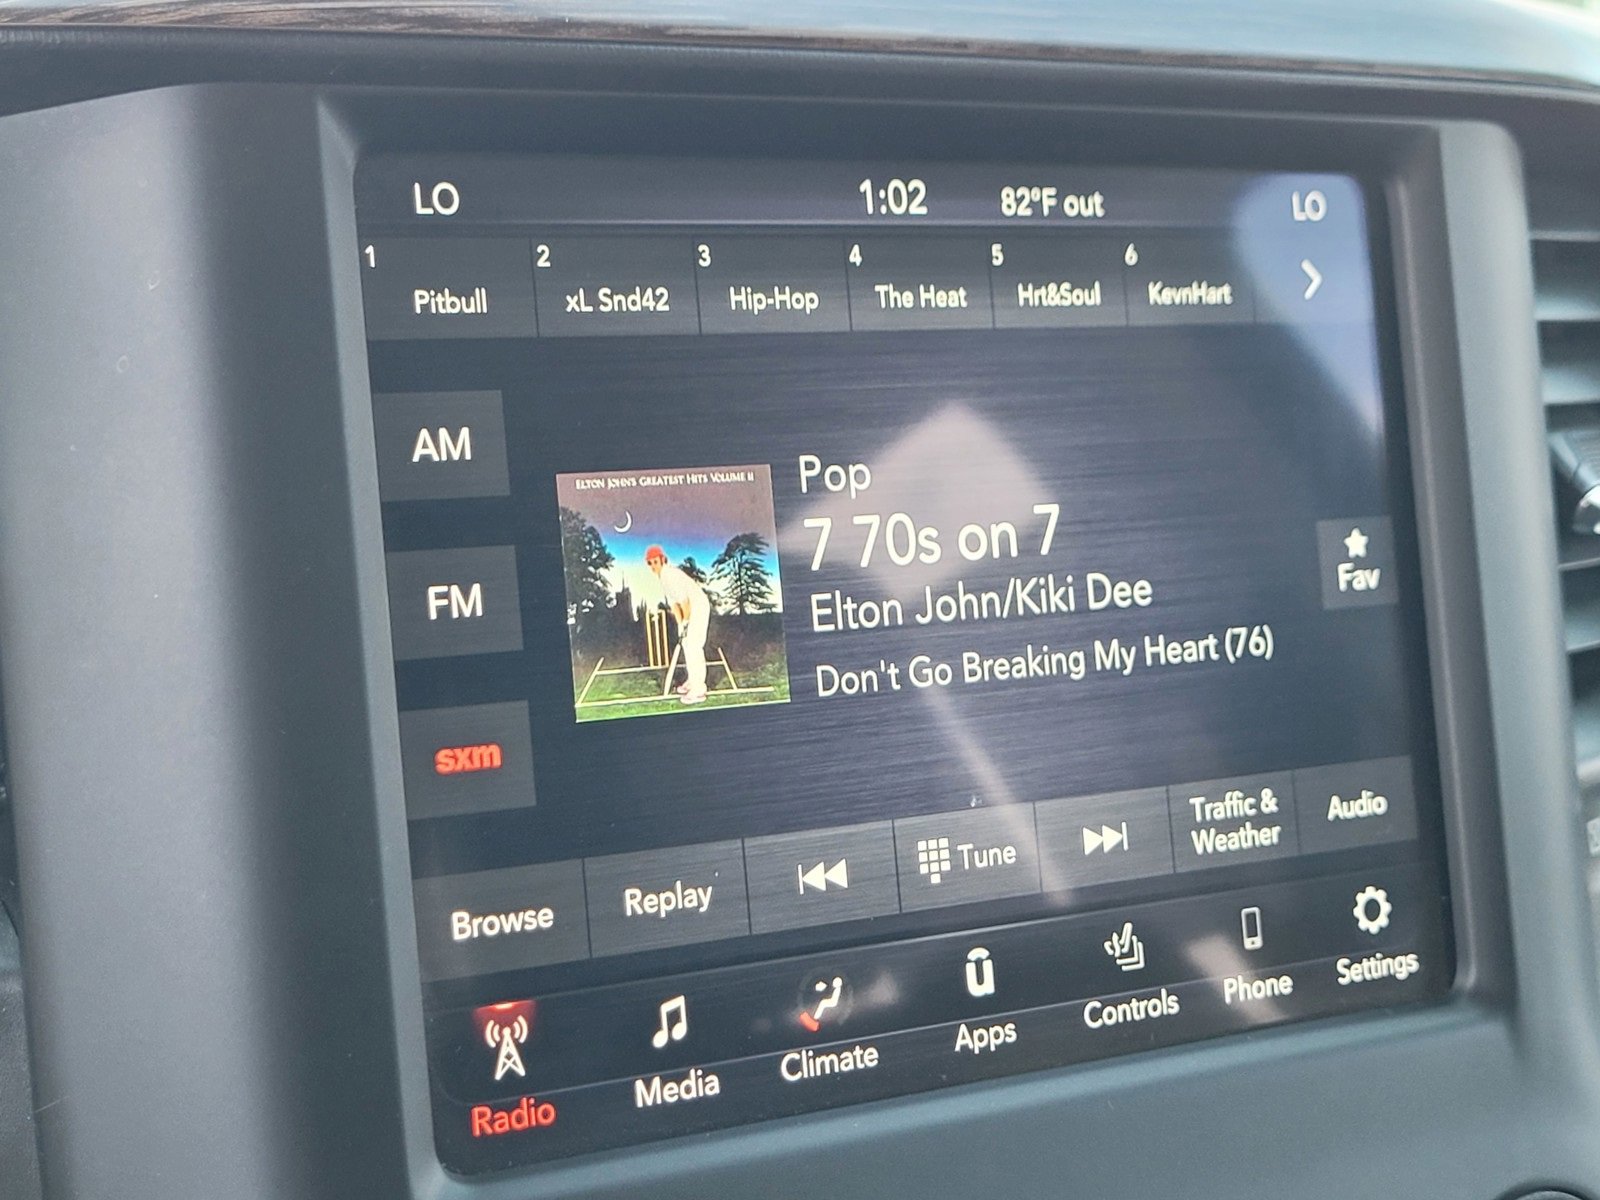 LO 1:02 82°F out LO
1 2 3 4 5 6
Pitbull xL Snd42 Hip-Hop The Heat Hrt&Soul KevnHart
AM
FM
sxm
ELTON JOHN'S GREATEST HITS VOLUME II
Pop
7 70s on 7
Elton John/Kiki Dee
Don't Go Breaking My Heart (76)
Fav
Browse
Replay
Tune
Traffic &
Weather
Audio
Radio
Media
Climate
Apps
Controls
Phone
Settings